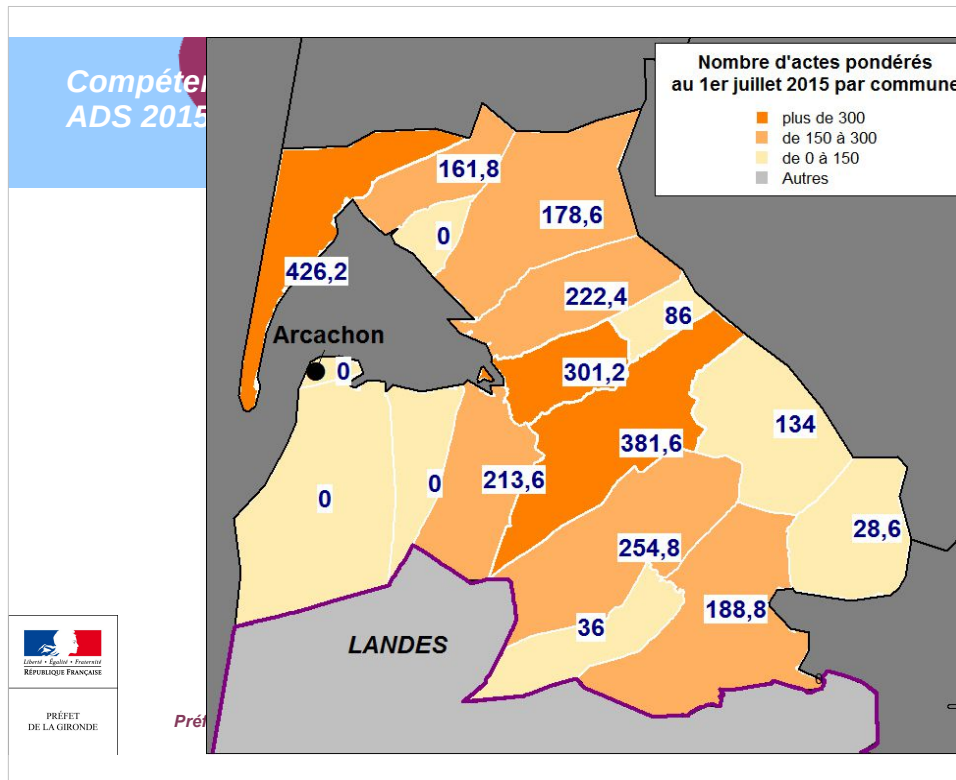 Compéte
ADS 2015
Nombre d'actes pondérés
au 1er juillet 2015 par commune
plus de 300
de 150 à 300
de 0 à 150
Autres
161,8
178,6
0
426,2
222,4
86
Arcachon
0
301,2
134
381,6
0
0
213,6
28,6
254,8
188,8
36
LANDES
0
Liberté • Égalité • Fraternité
RÉPUBLIQUE FRANÇAISE
PRÉFET
DE LA GIRONDE
Préf